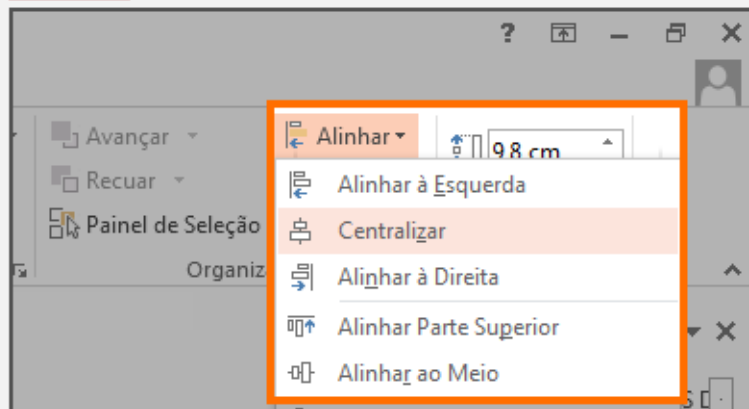 ?
Avançar
Alinhar
9,8 cm
Recuar
Alinhar à Esquerda
Painel de Seleção
Centralizar
Organiz
Alinhar à Direita
Alinhar Parte Superior
Alinhar ao Meio